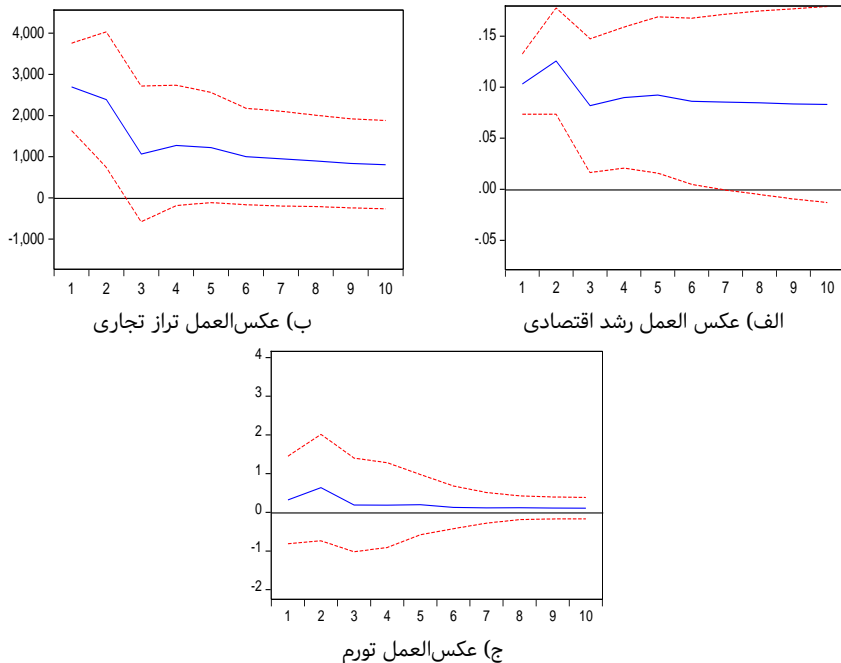 .15
.10
.05
.00
-.05
1 2 3 4 5 6 7 8 9 10
الف) عکس العمل رشد اقتصادی
4,000
3,000
2,000
1,000
0
-1,000
1 2 3 4 5 6 7 8 9 10
ب) عکس‌العمل تراز تجاری
4
2
1
0
-1
-2
1 2 3 4 5 6 7 8 9 10
ج) عکس‌العمل تورم